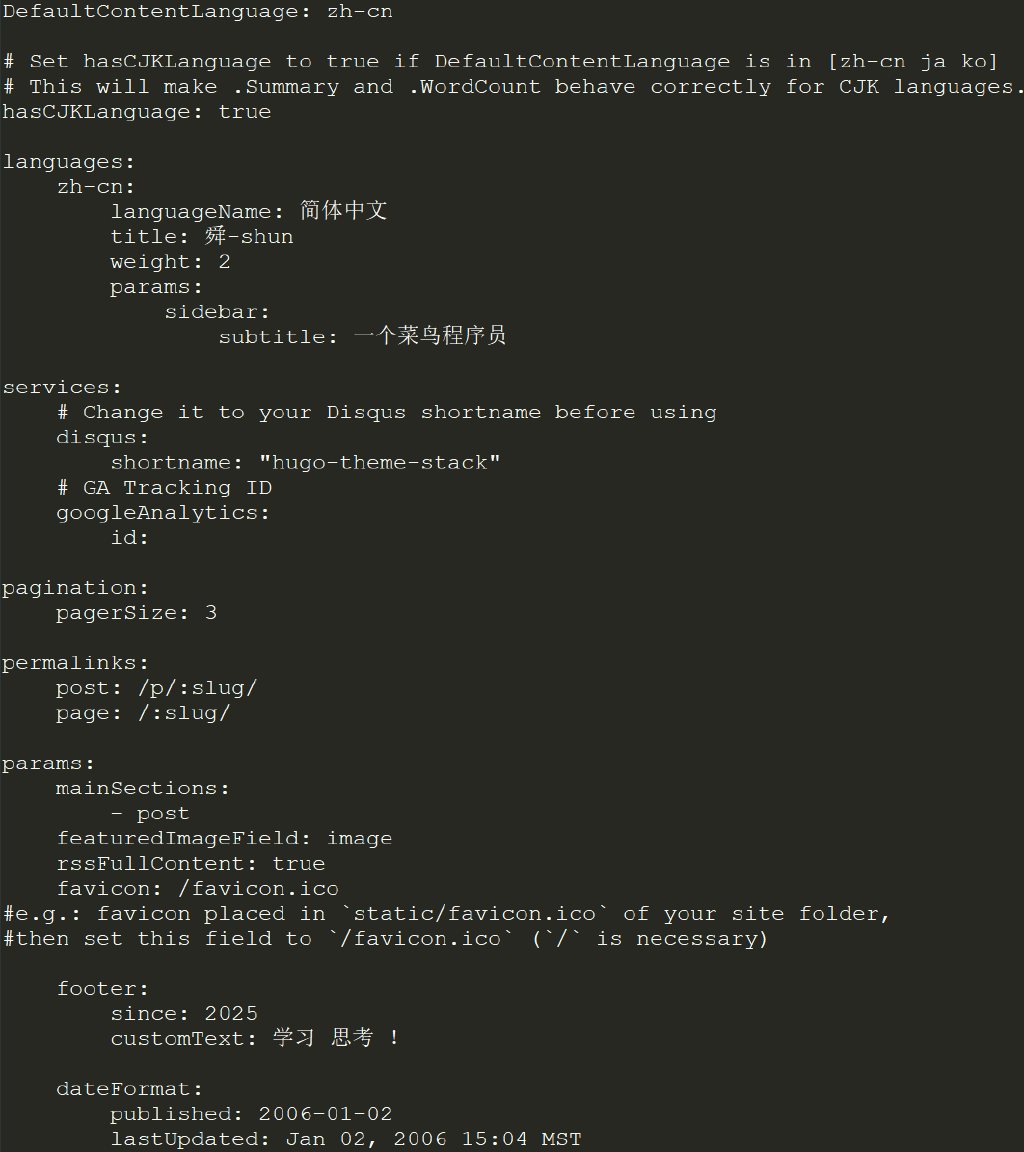 DefaultContentLanguage: zh-cn

# Set hasCJKLanguage to true if DefaultContentLanguage is in [zh-cn ja ko]
# This will make .Summary and .WordCount behave correctly for CJK languages.
hasCJKLanguage: true

languages:
    zh-cn:
        languageName: 简体中文
        title: 舜-shun
        weight: 2
        params:
            sidebar:
                subtitle: 一个菜鸟程序员

services:
    # Change it to your Disqus shortname before using
    disqus:
        shortname: "hugo-theme-stack"
    # GA Tracking ID
    googleAnalytics:
        id:

pagination:
    pagerSize: 3

permalinks:
    post: /p/:slug/
    page: /:slug/

params:
    mainSections:
        - post
    featuredImageField: image
    rssFullContent: true
    favicon: /favicon.ico
#e.g.: favicon placed in `static/favicon.ico` of your site folder,
#then set this field to `/favicon.ico` (`/` is necessary)

    footer:
        since: 2025
        customText: 学习 思考 !

    dateFormat:
        published: 2006-01-02
        lastUpdated: Jan 02, 2006 15:04 MST